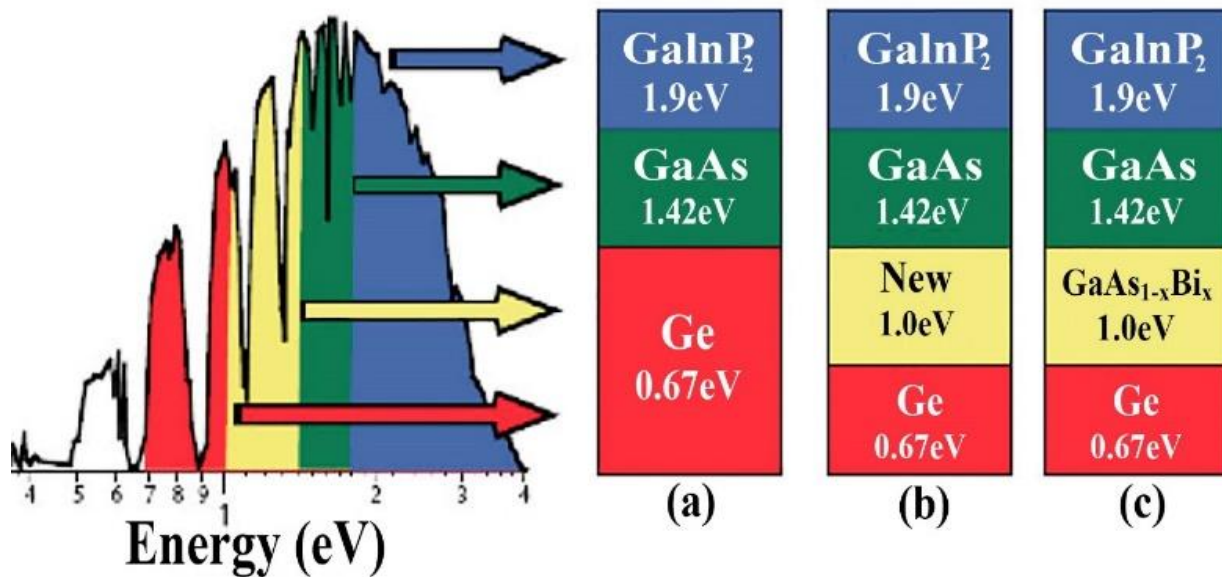 4 5 6 7 8 9 1 2 3 4
Energy (eV)
GaInP₂
1.9eV
GaAs
1.42eV
Ge
0.67eV
(a)
GaInP₂
1.9eV
GaAs
1.42eV
New
1.0eV
Ge
0.67eV
(b)
GaInP₂
1.9eV
GaAs
1.42eV
GaAs₁₋ₓBiₓ
1.0eV
Ge
0.67eV
(c)